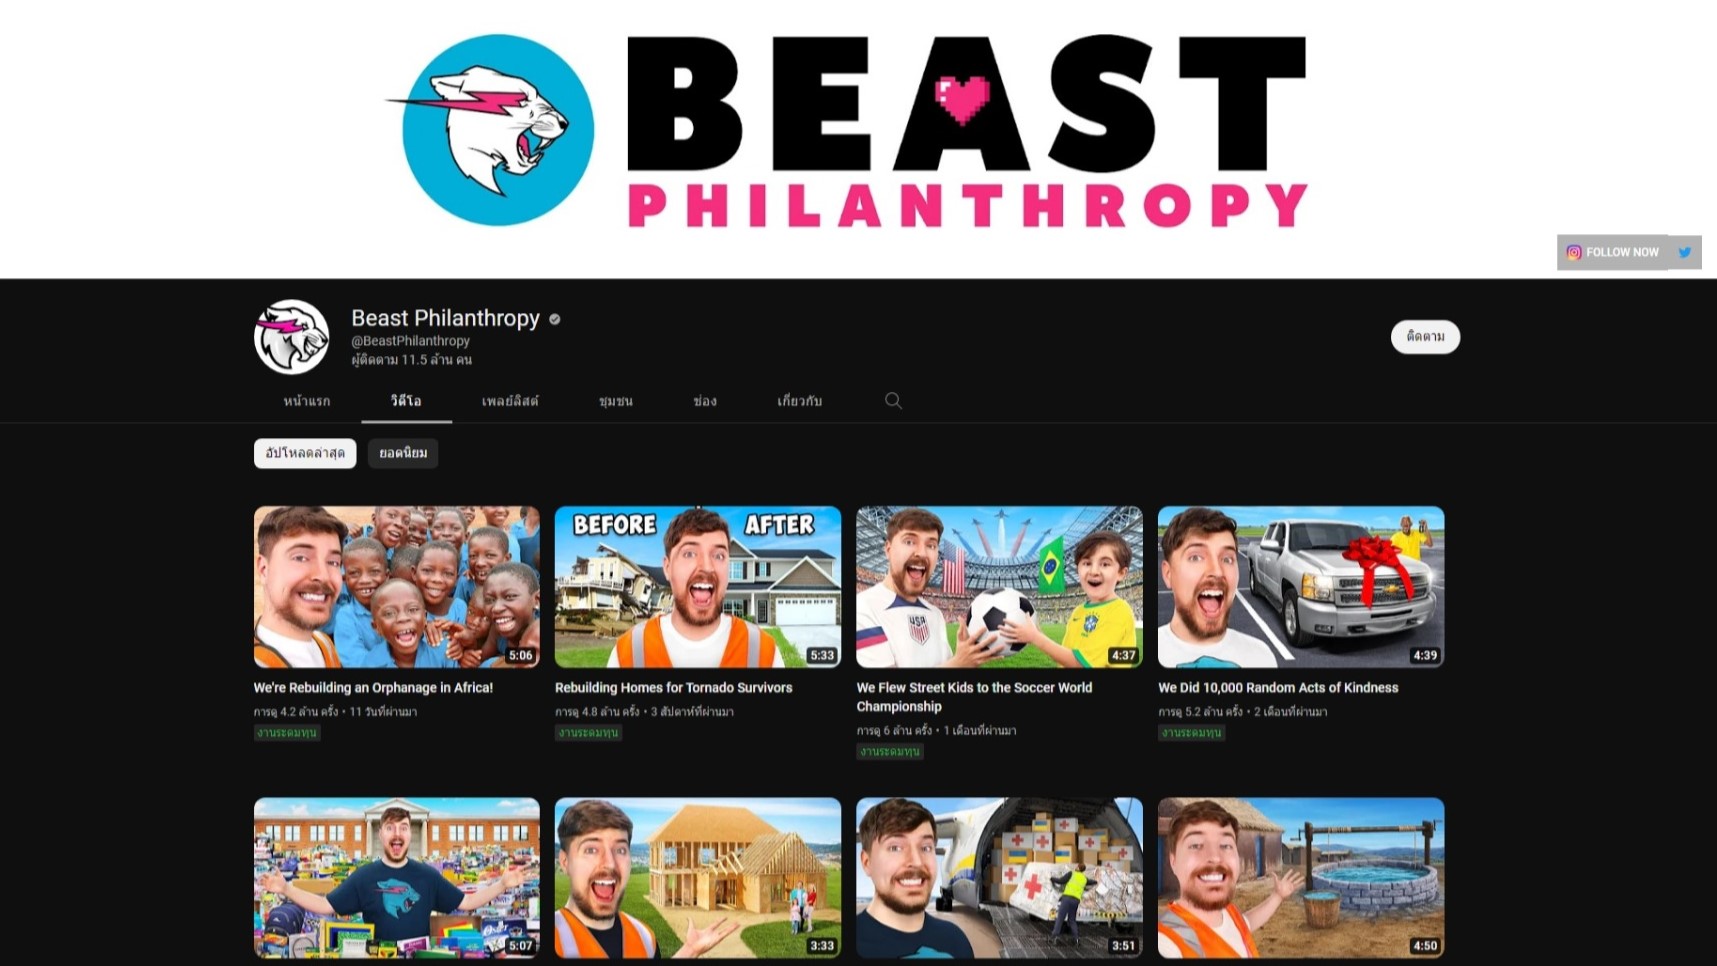 BEAST
PHILANTHROPY
FOLLOW NOW
Beast Philanthropy
@BeastPhilanthropy
ผู้ติดตาม 11.5 ล้าน คน
ติดตาม
หน้าแรก วิดีโอ เพลย์ลิสต์ ชุมชน ช่อง เกี่ยวกับ
อัปโหลดล่าสุด ยอดนิยม
BEFORE AFTER
USA
5:06 5:33 4:37 4:39
We're Rebuilding an Orphanage in Africa!
การดู 4.2 ล้าน ครั้ง • 11 วันที่ผ่านมา
งานระดมทุน
Rebuilding Homes for Tornado Survivors
การดู 4.8 ล้าน ครั้ง • 3 สัปดาห์ที่ผ่านมา
งานระดมทุน
We Flew Street Kids to the Soccer World
Championship
การดู 6 ล้าน ครั้ง • 1 เดือนที่ผ่านมา
งานระดมทุน
We Did 10,000 Random Acts of Kindness
การดู 5.2 ล้าน ครั้ง • 2 เดือนที่ผ่านมา
งานระดมทุน
5:07 3:33 3:51 4:50